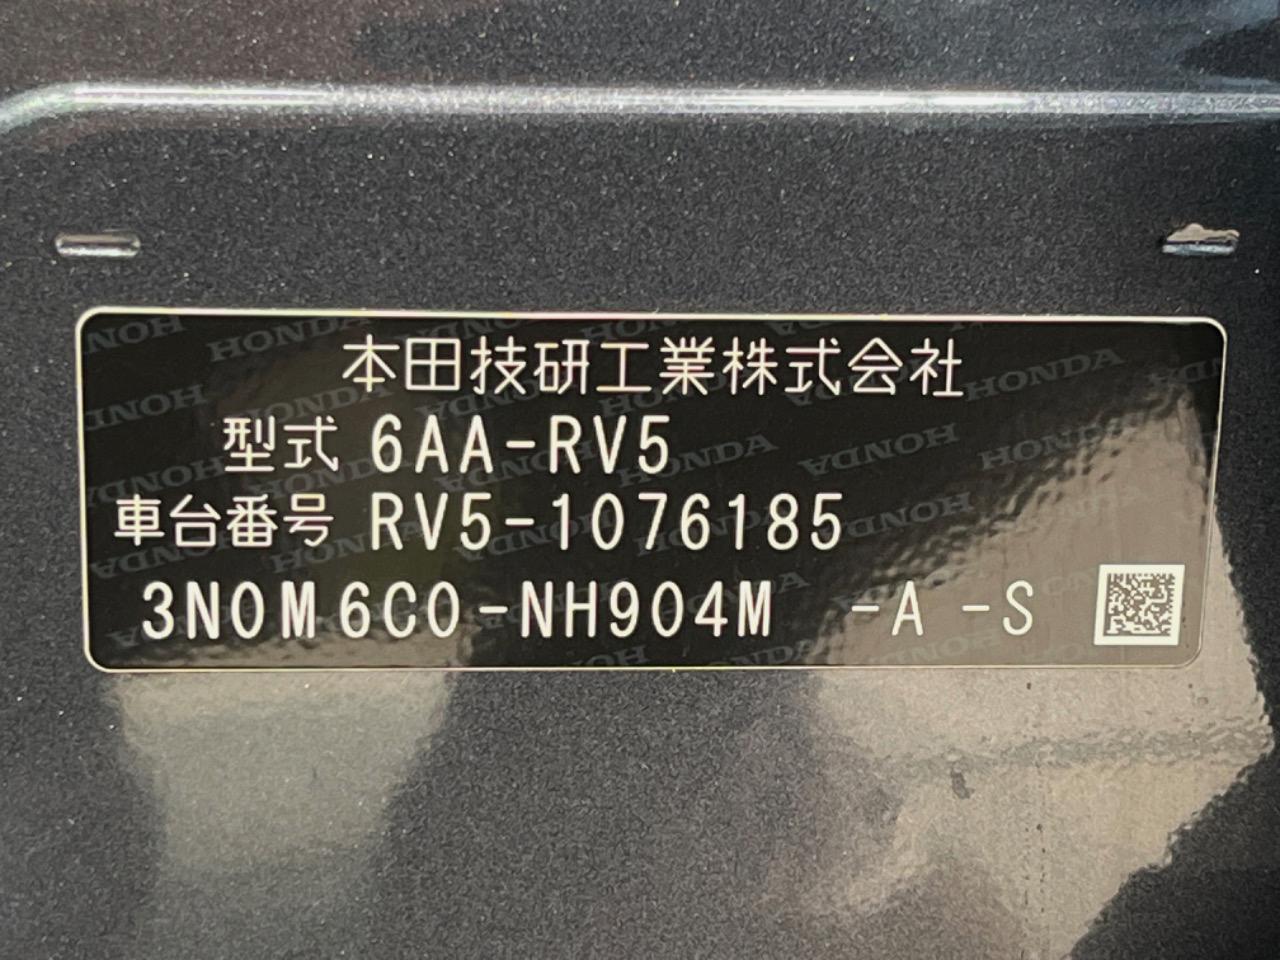 本田技研工業株式会社
型式 6AA-RV5
車台番号 RV5-1076185
3N0M6C0-NH904M -A -S